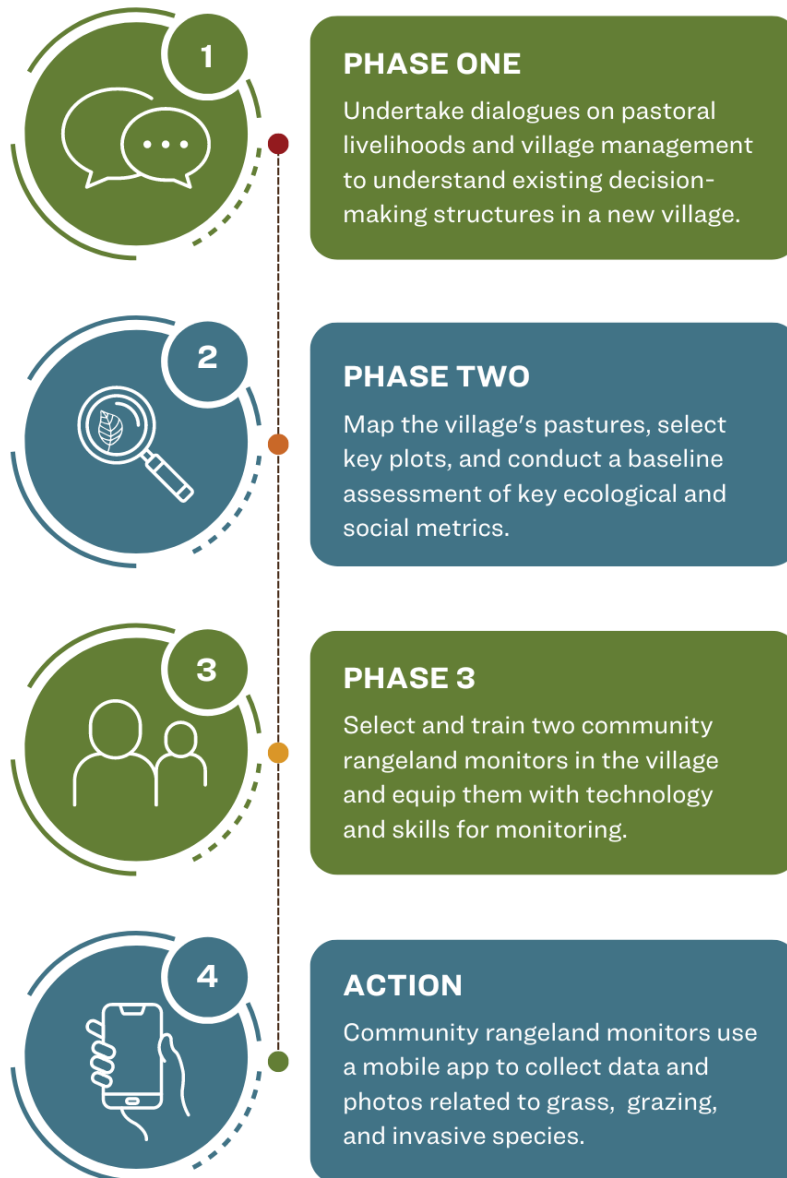 1
PHASE ONE
Undertake dialogues on pastoral
livelihoods and village management
to understand existing decision-
making structures in a new village.
2
PHASE TWO
Map the village's pastures, select
key plots, and conduct a baseline
assessment of key ecological and
social metrics.
3
PHASE 3
Select and train two community
rangeland monitors in the village
and equip them with technology
and skills for monitoring.
4
ACTION
Community rangeland monitors use
a mobile app to collect data and
photos related to grass, grazing,
and invasive species.